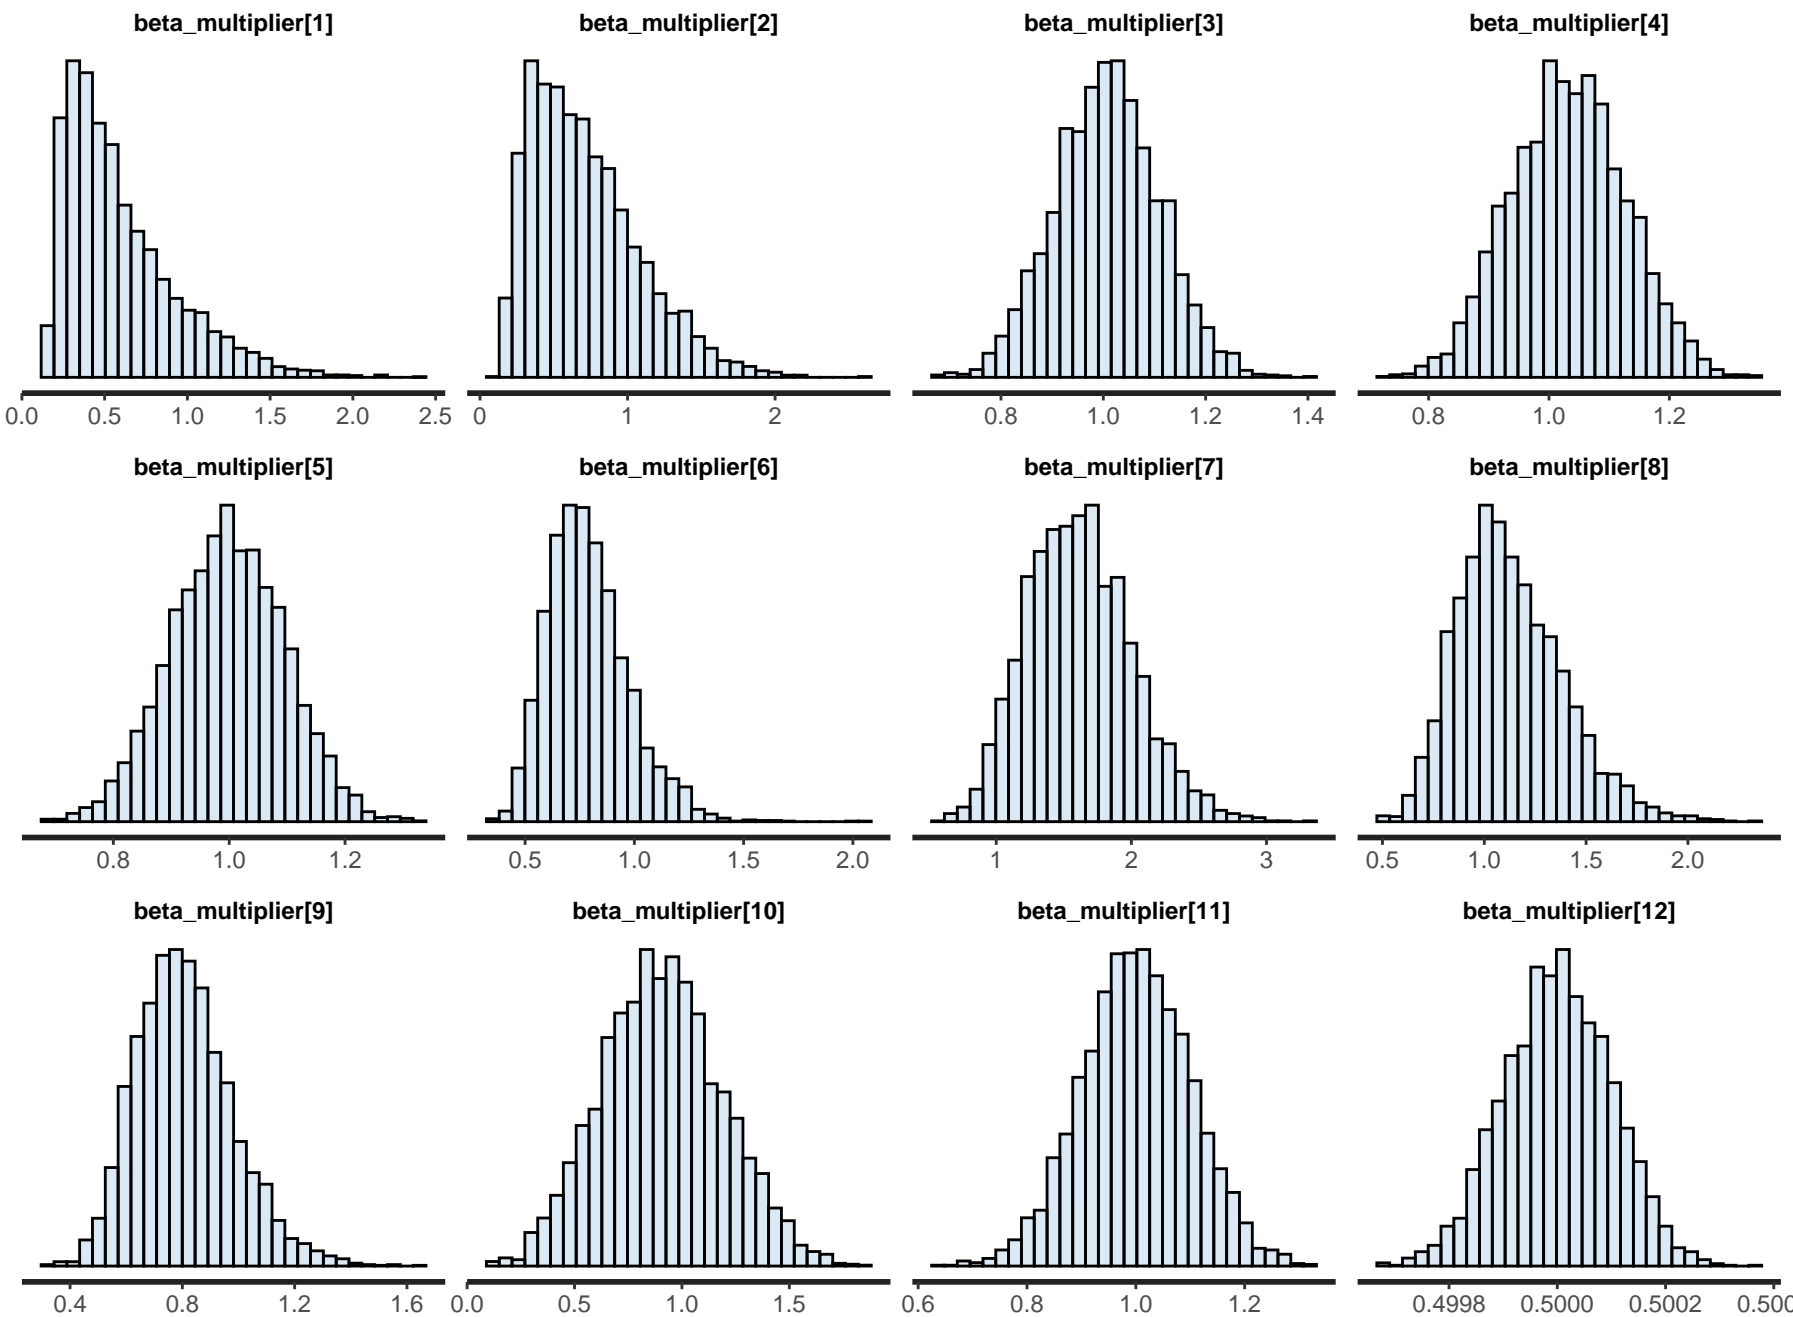 beta_multiplier[1] beta_multiplier[2] beta_multiplier[3] beta_multiplier[4]
0.0 0.5 1.0 1.5 2.0 2.5 0 1 2 0.8 1.0 1.2 1.4 0.8 1.0 1.2
beta_multiplier[5] beta_multiplier[6] beta_multiplier[7] beta_multiplier[8]
0.8 1.0 1.2 0.5 1.0 1.5 2.0 1 2 3 0.5 1.0 1.5 2.0
beta_multiplier[9] beta_multiplier[10] beta_multiplier[11] beta_multiplier[12]
0.4 0.8 1.2 1.6 0.0 0.5 1.0 1.5 0.6 0.8 1.0 1.2 0.4998 0.5000 0.5002